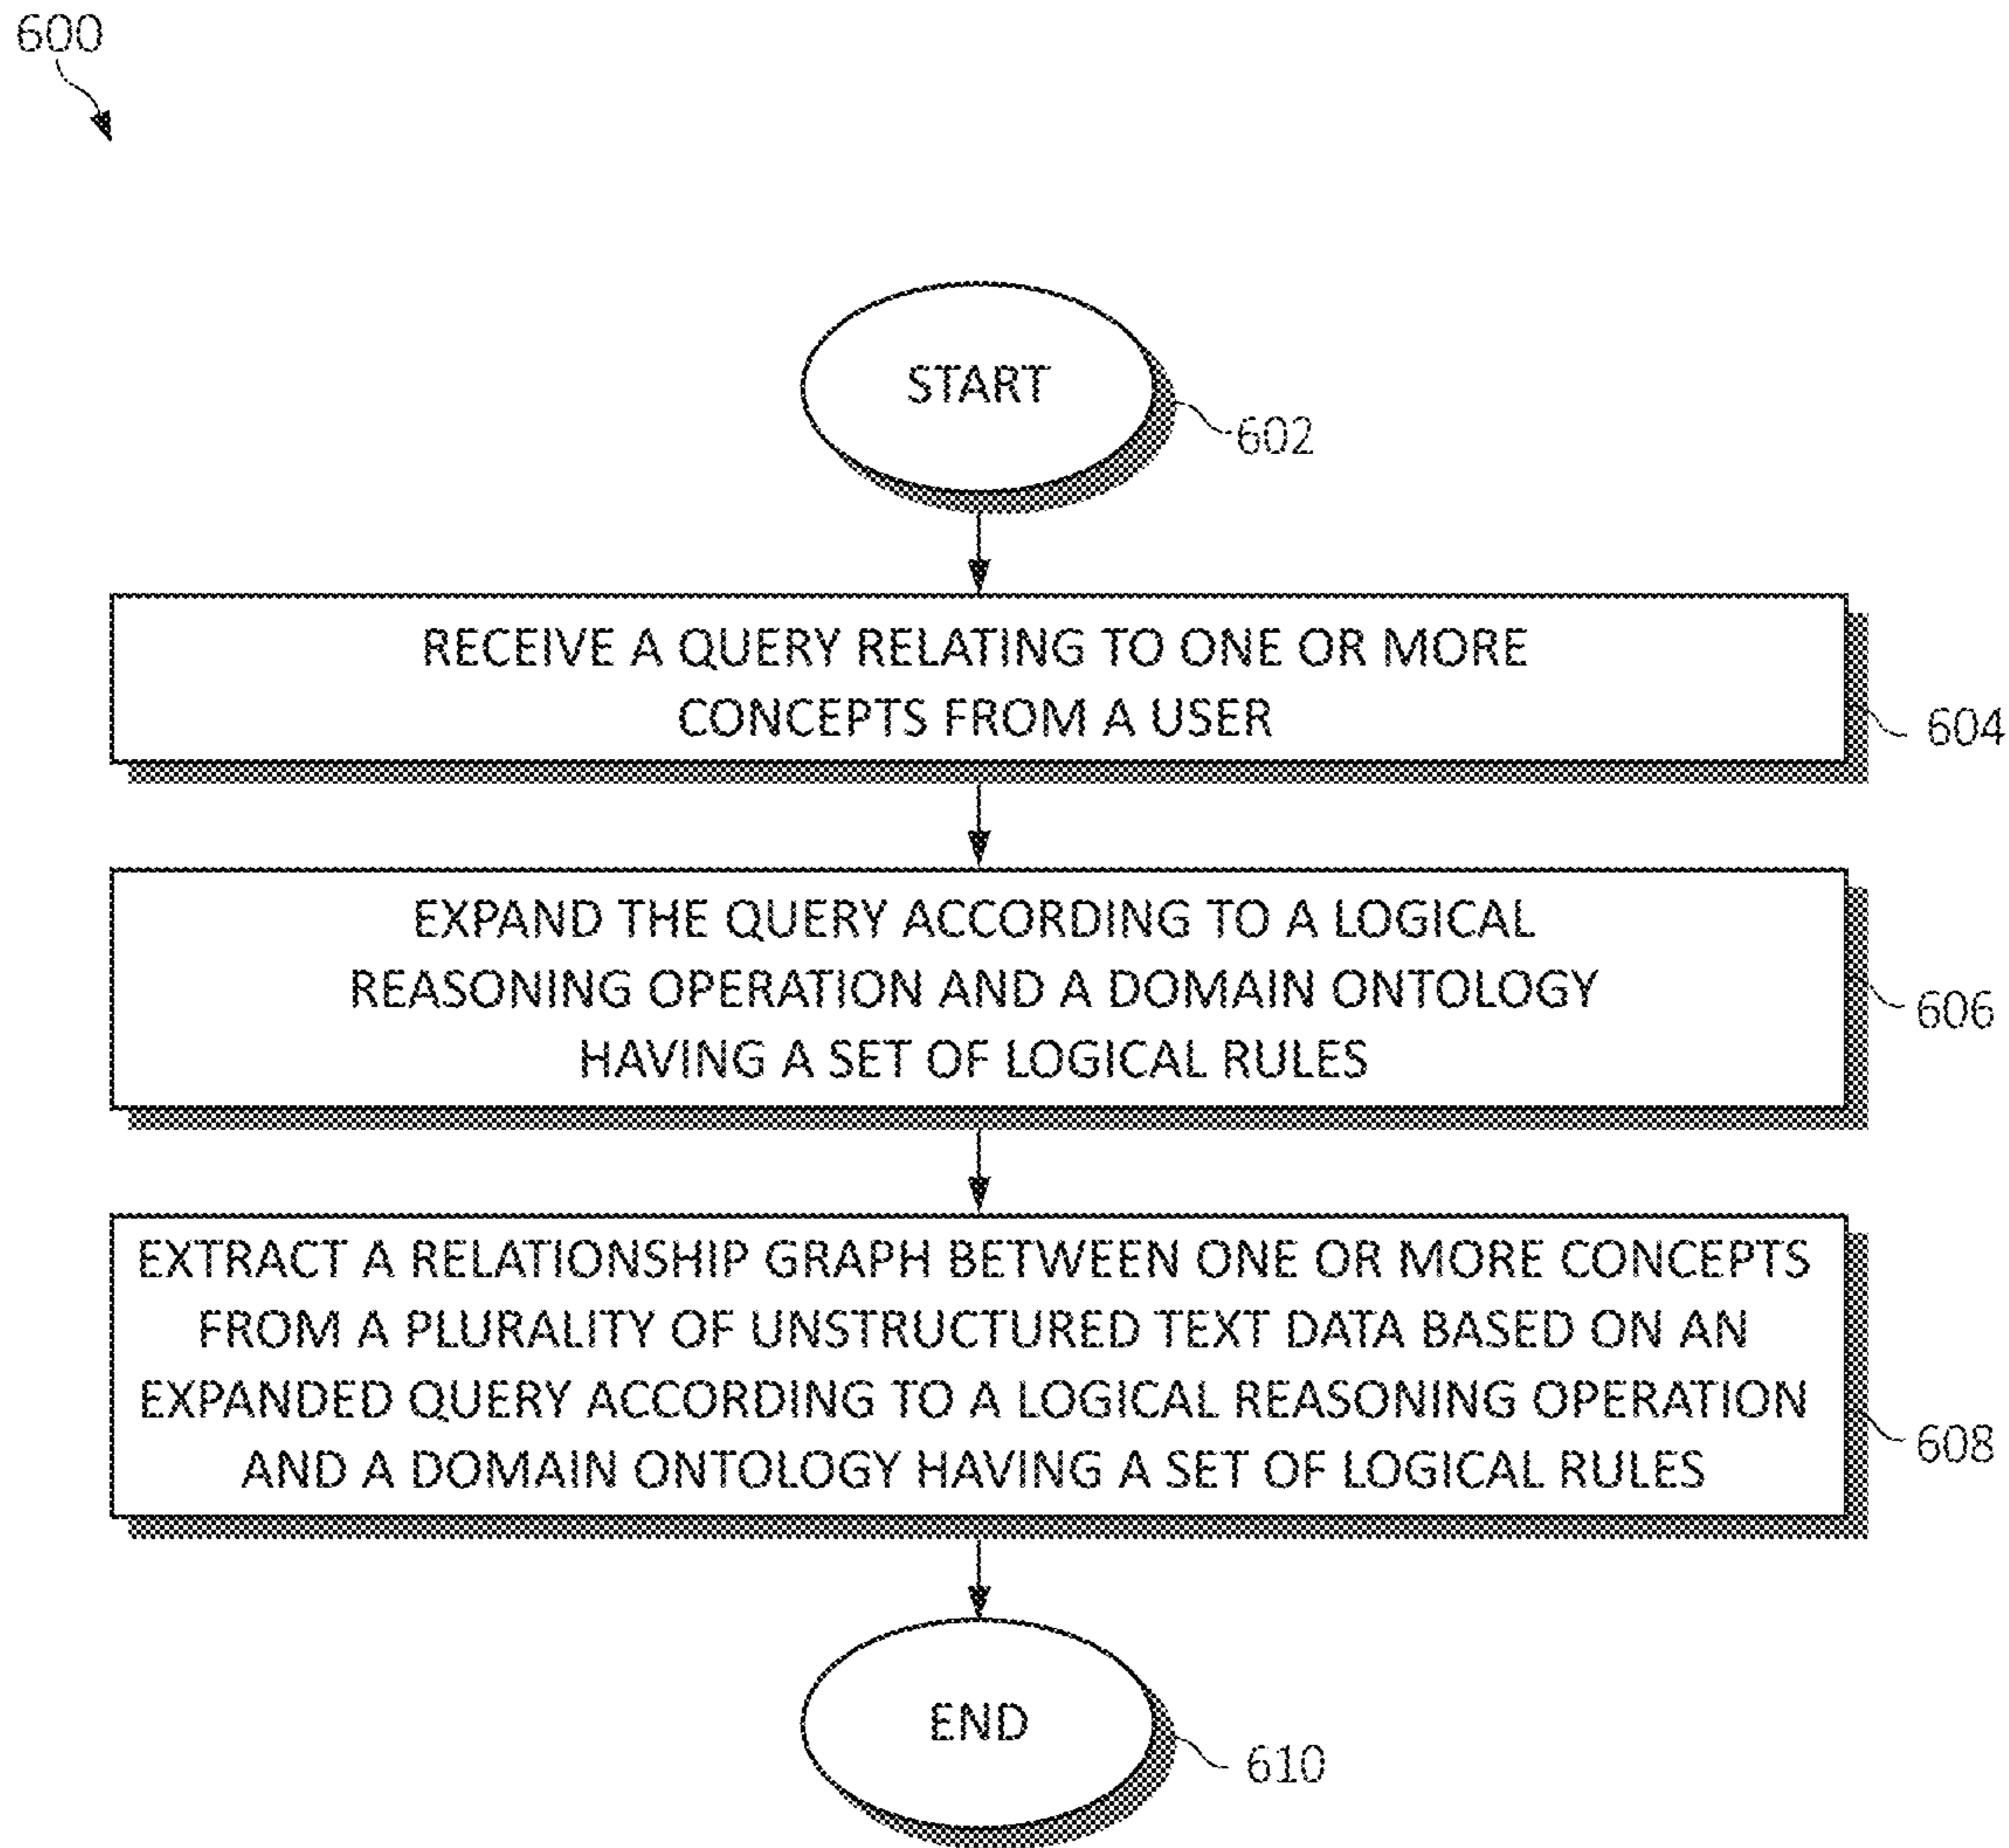 600
START
602
RECEIVE A QUERY RELATING TO ONE OR MORE
CONCEPTS FROM A USER
604
EXPAND THE QUERY ACCORDING TO A LOGICAL
REASONING OPERATION AND A DOMAIN ONTOLOGY
HAVING A SET OF LOGICAL RULES
606
EXTRACT A RELATIONSHIP GRAPH BETWEEN ONE OR MORE CONCEPTS
FROM A PLURALITY OF UNSTRUCTURED TEXT DATA BASED ON AN
EXPANDED QUERY ACCORDING TO A LOGICAL REASONING OPERATION
AND A DOMAIN ONTOLOGY HAVING A SET OF LOGICAL RULES
608
END
610